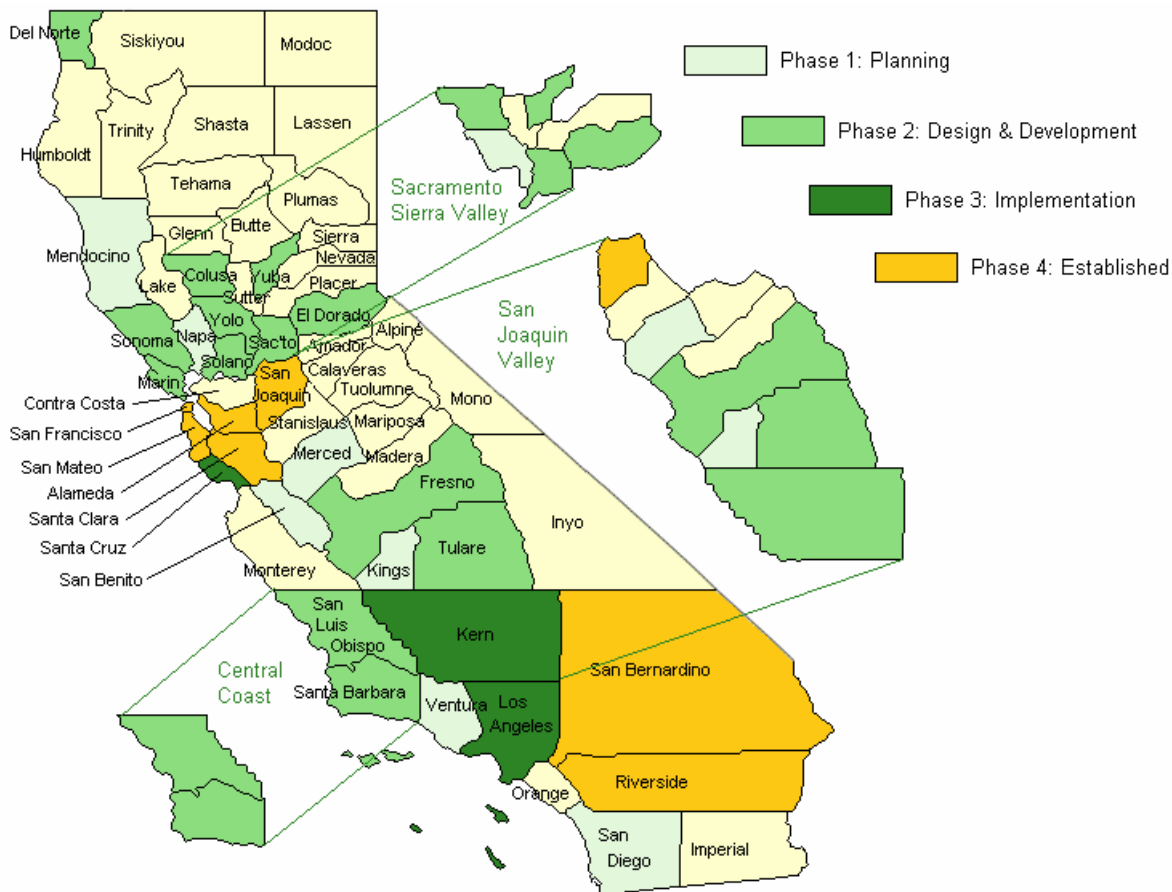 Del Norte
Siskiyou
Modoc
Phase 1: Planning
Trinity
Shasta
Lassen
Phase 2: Design & Development
Humboldt
Tehama
Plumas
Sacramento
Sierra Valley
Phase 3: Implementation
Glenn
Butte
Sierra
Mendocino
Nevada
Phase 4: Established
Lake
Colusa
Yuba
Placer
Sutter
El Dorado
San
Joaquin
Valley
Sonoma
Napa
Yolo
Sac'to
Alpine
Marin
Solano
Amador
Calaveras
Contra Costa
San
Joaquin
Tuolumne
Mono
San Francisco
Stanislaus
Mariposa
San Mateo
Merced
Madera
Alameda
Fresno
Santa Clara
Inyo
Santa Cruz
Tulare
San Benito
Monterey
Kings
San
Luis
Obispo
Kern
Central
Coast
San Bernardino
Santa Barbara
Ventura
Los
Angeles
Riverside
Orange
San
Diego
Imperial